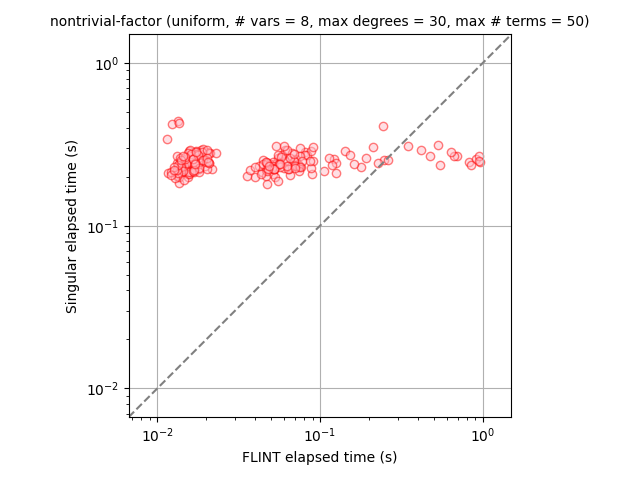 nontrivial-factor (uniform, # vars = 8, max degrees = 30, max # terms = 50)
10⁰
10⁻¹
10⁻²
Singular elapsed time (s)
10⁻² 10⁻¹ 10⁰
FLINT elapsed time (s)